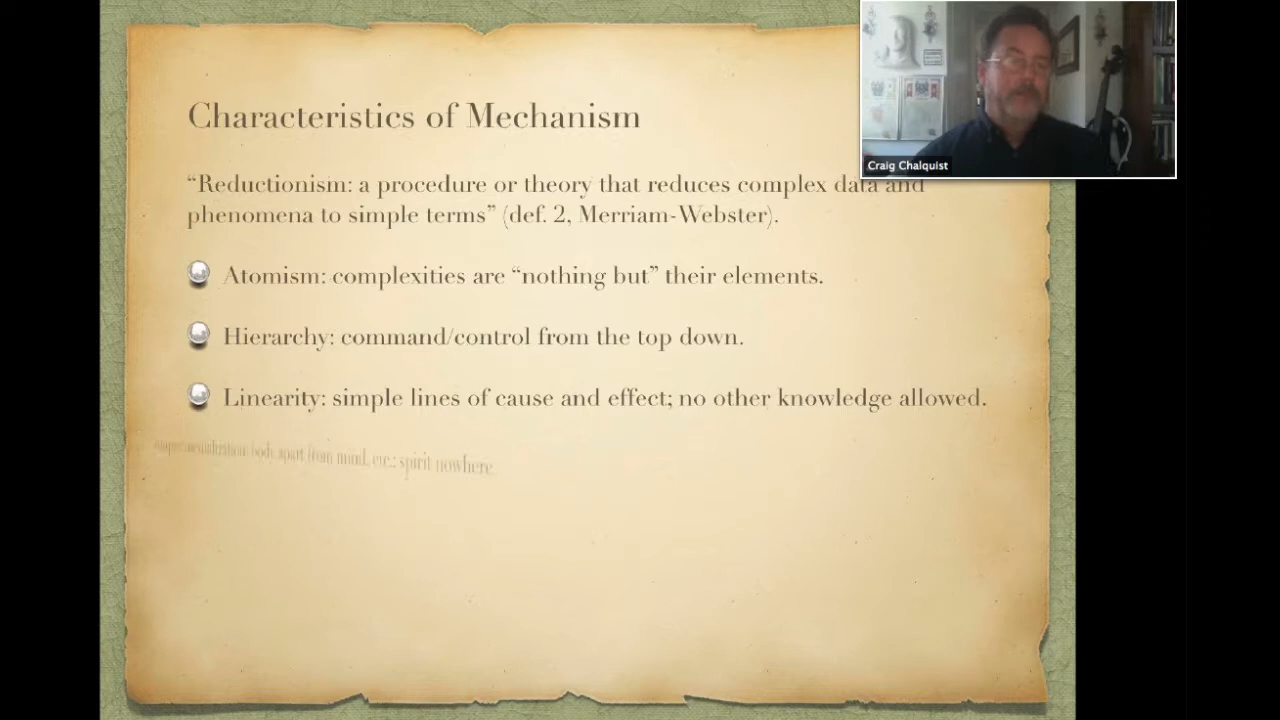 Characteristics of Mechanism
Craig Chalquist
“Reductionism: a procedure or theory that reduces complex data and
phenomena to simple terms” (def. 2, Merriam-Webster).
Atomism: complexities are “nothing but” their elements.
Hierarchy: command/control from the top down.
Linearity: simple lines of cause and effect; no other knowledge allowed.
body apart from mind, etc.; spirit nowhere